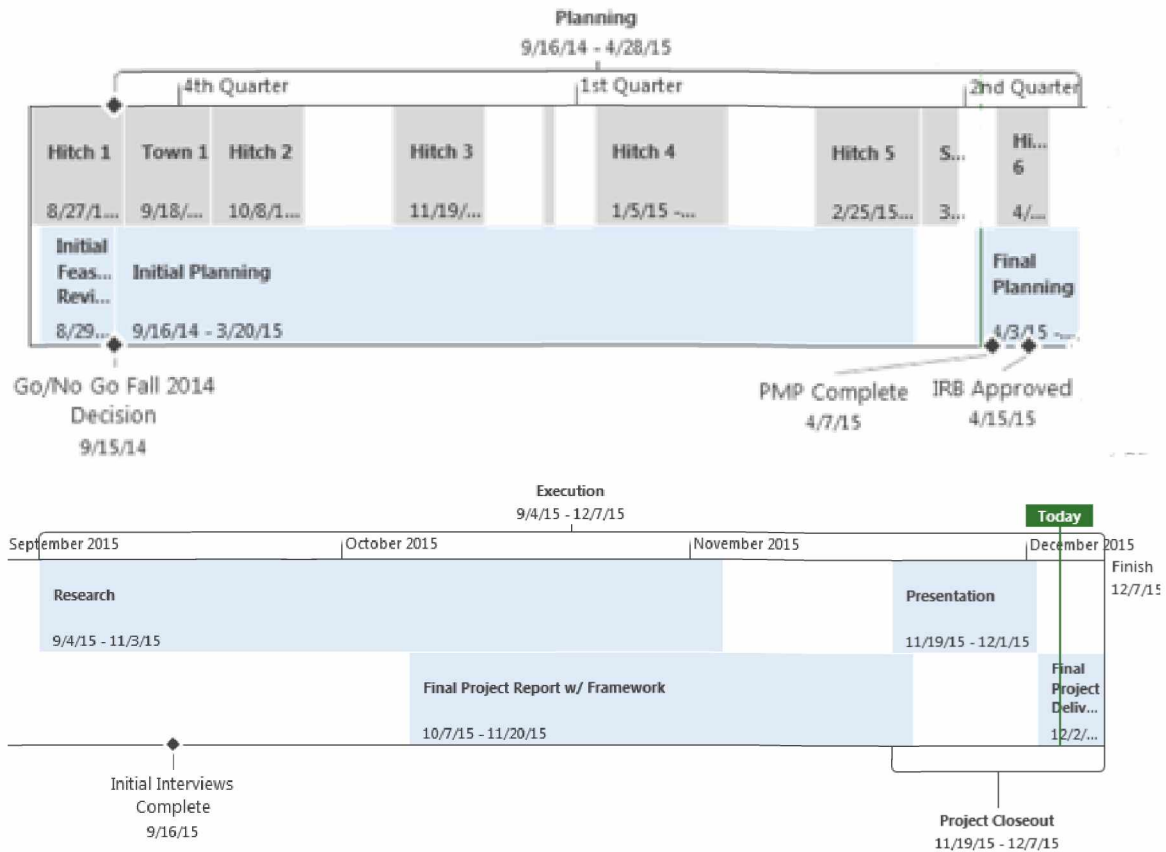 Planning
9/16/14 - 4/28/15
4th Quarter
1st Quarter
2nd Quarter
Hitch 1
Town 1
Hitch 2
Hitch 3
Hitch 4
Hitch 5
S...
Hi...
6
8/27/1...
9/18/...
10/8/1...
11/19/...
1/5/15 -...
2/25/15...
3...
4/...
Initial
Feas...
Revi...
8/29...
Initial Planning
9/16/14 - 3/20/15
Final
Planning
4/3/15 -...
Go/No Go Fall 2014
Decision
9/15/14
PMP Complete
4/7/15
IRB Approved
4/15/15
Execution
9/4/15 - 12/7/15
Today
September 2015
October 2015
November 2015
December 2015
Finish
12/7/15
Research
9/4/15 - 11/3/15
Presentation
11/19/15 - 12/1/15
Final Project Report w/ Framework
10/7/15 - 11/20/15
Final
Project
Deliv...
12/2/...
Initial Interviews
Complete
9/16/15
Project Closeout
11/19/15 - 12/7/15